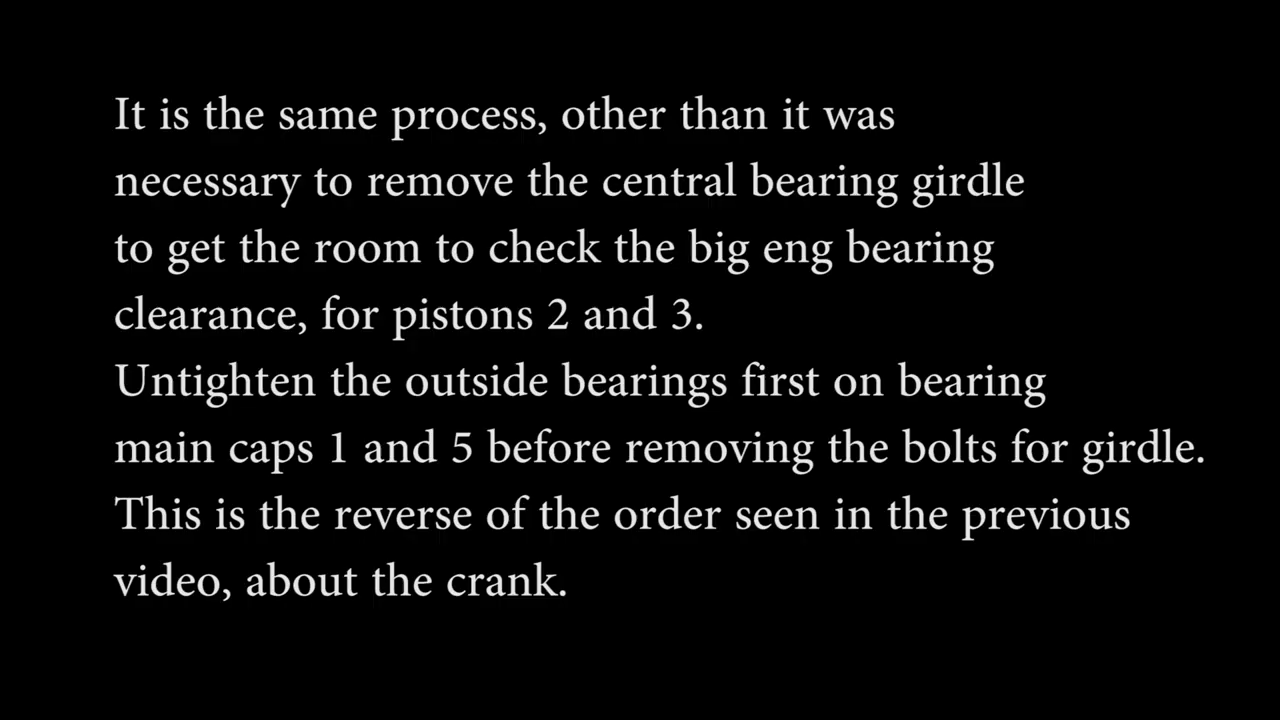 It is the same process, other than it was
necessary to remove the central bearing girdle
to get the room to check the big eng bearing
clearance, for pistons 2 and 3.
Untighten the outside bearings first on bearing
main caps 1 and 5 before removing the bolts for girdle.
This is the reverse of the order seen in the previous
video, about the crank.